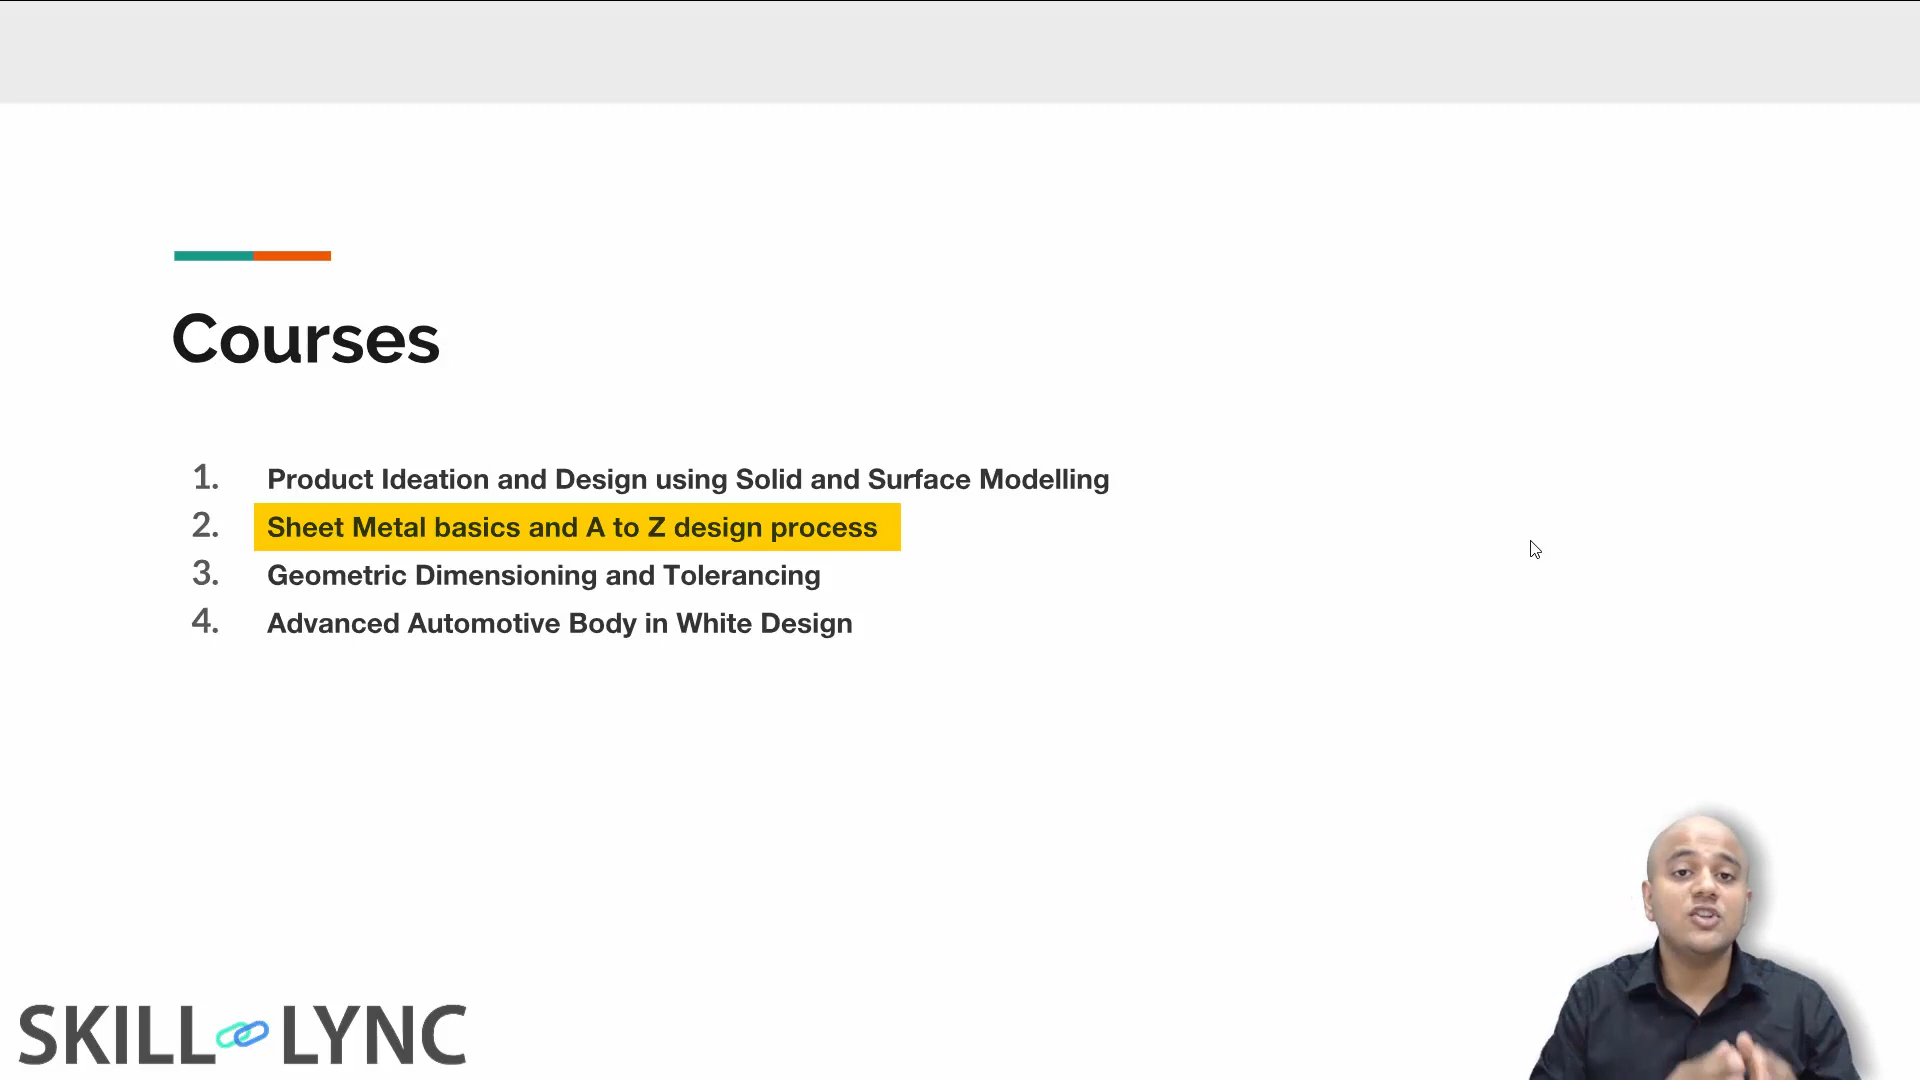 Courses
1. Product Ideation and Design using Solid and Surface Modelling
2. Sheet Metal basics and A to Z design process
3. Geometric Dimensioning and Tolerancing
4. Advanced Automotive Body in White Design
SKILL LYNC